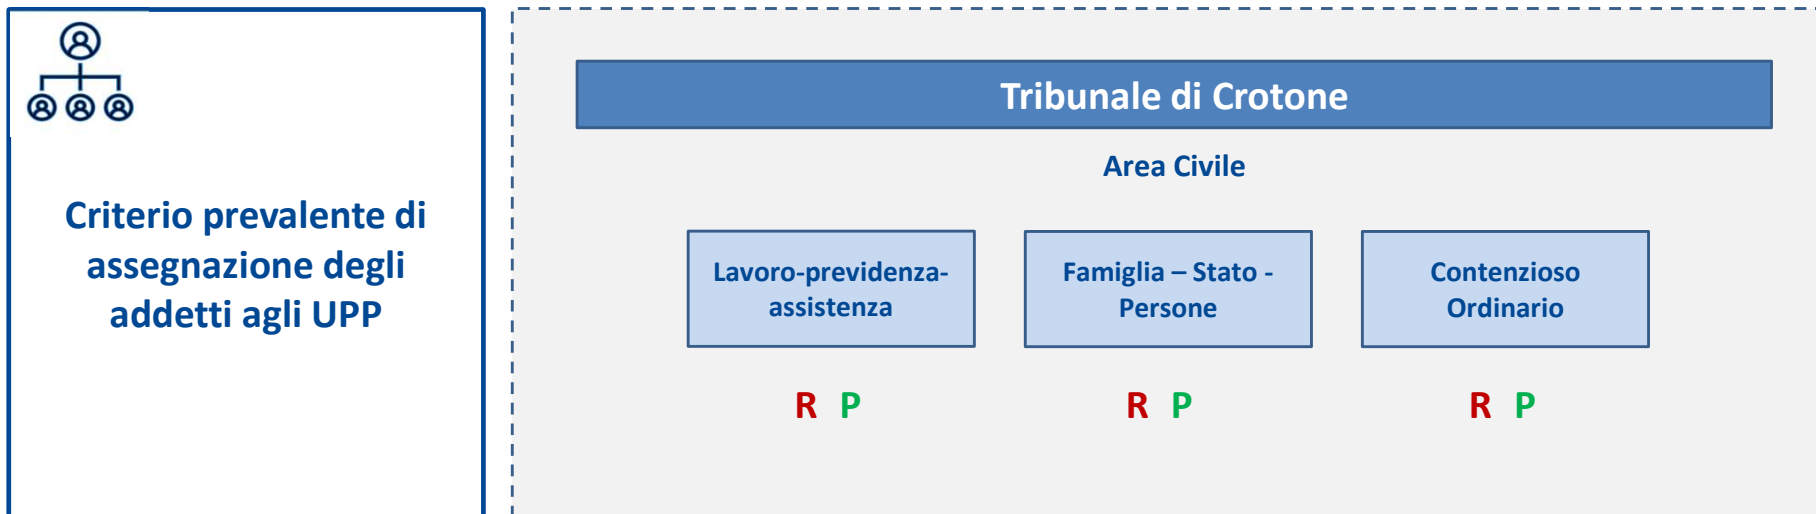 Criterio prevalente di
assegnazione degli
addetti agli UPP
Tribunale di Crotone
Area Civile
Lavoro-previdenza-
assistenza
Famiglia – Stato -
Persone
Contenzioso
Ordinario
R P
R P
R P